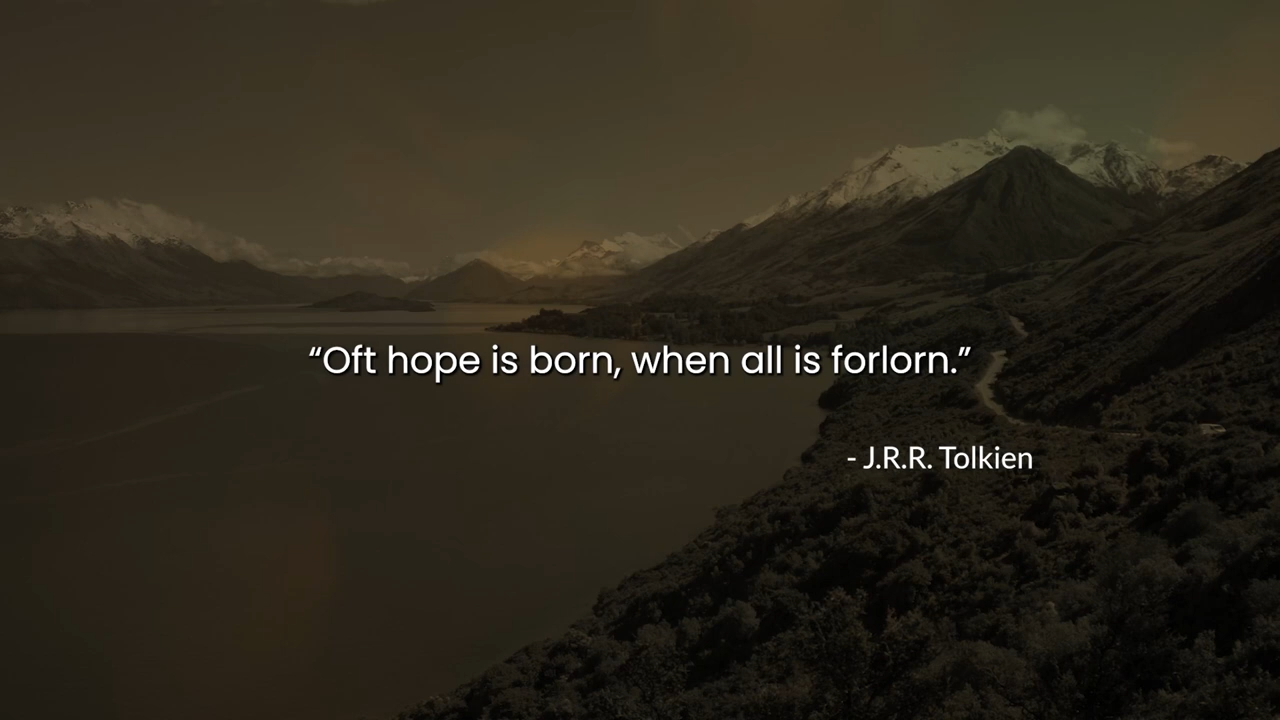 “Oft hope is born, when all is forlorn.”
- J.R.R. Tolkien